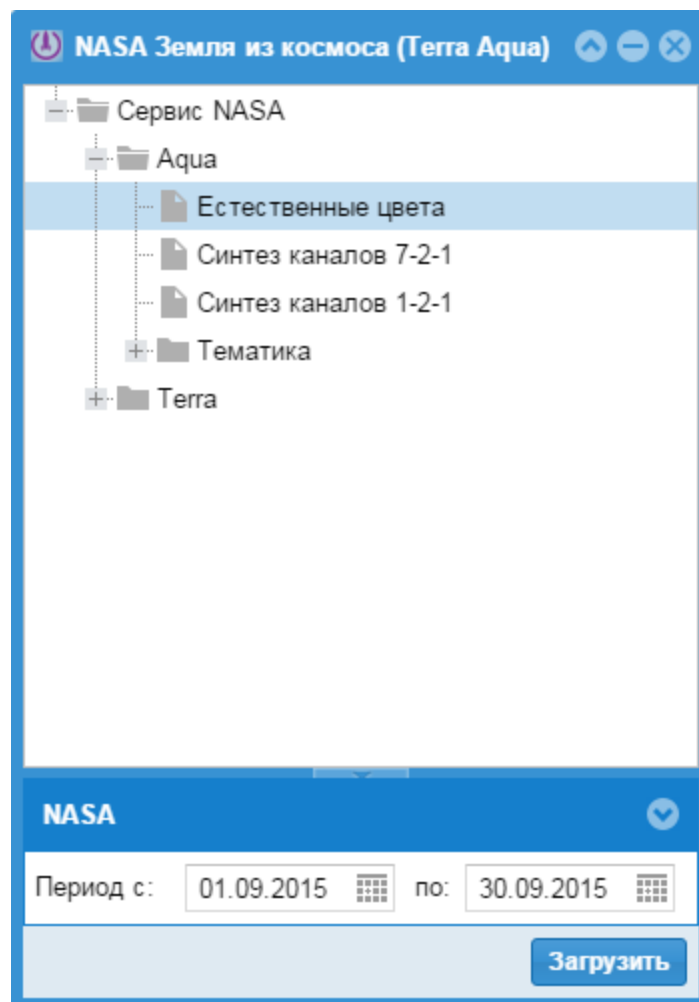 NASA Земля из космоса (Terra Aqua)
Сервис NASA
Aqua
Естественные цвета
Синтез каналов 7-2-1
Синтез каналов 1-2-1
Тематика
Terra
NASA
Период с: 01.09.2015 по: 30.09.2015
Загрузить